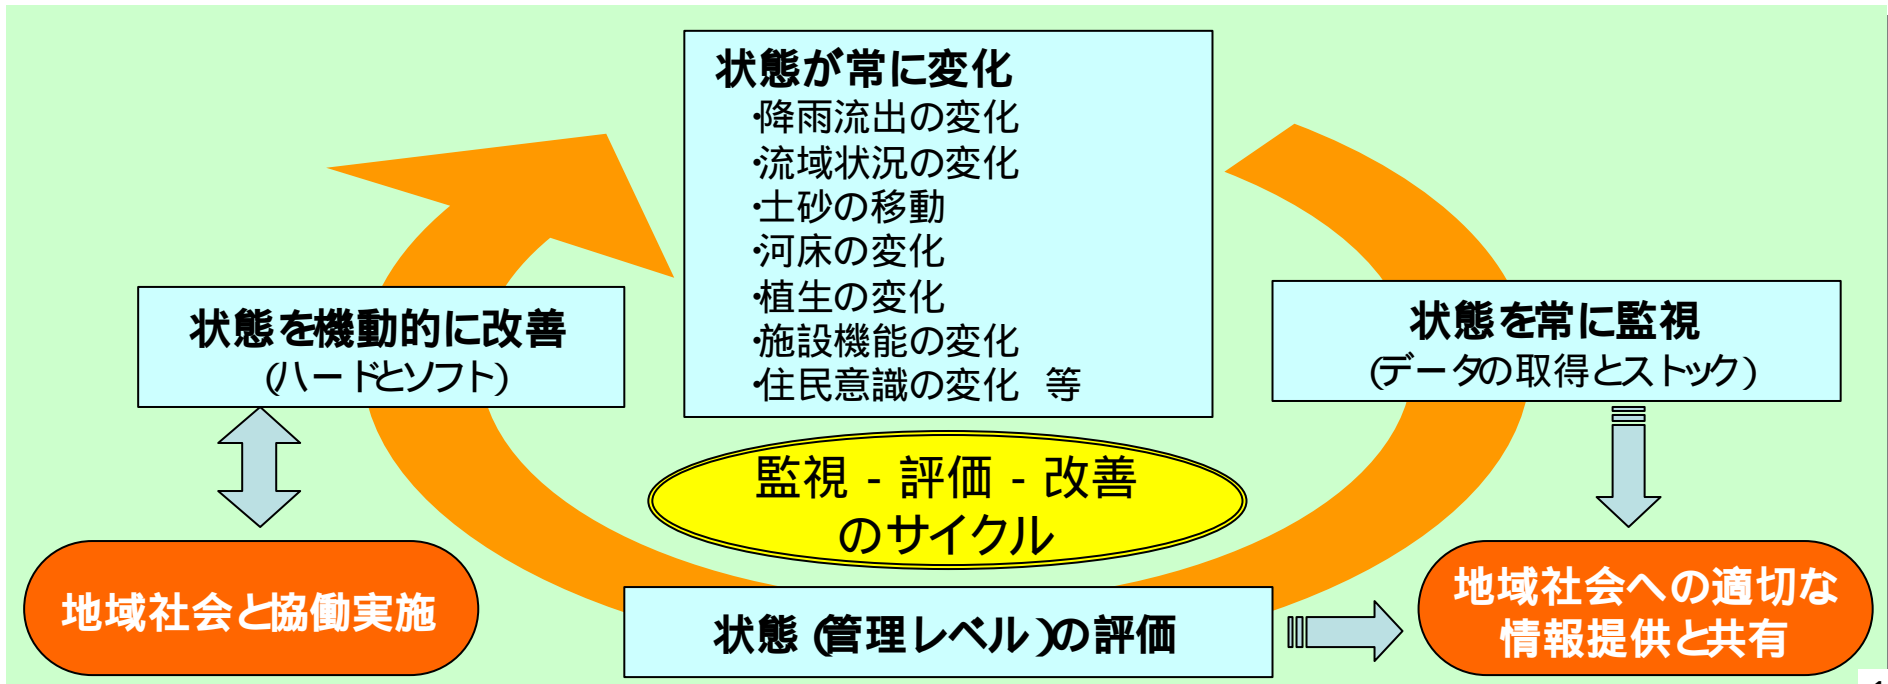 状態が常に変化
・降雨流出の変化
・流域状況の変化
・土砂の移動
・河床の変化
・植生の変化
・施設機能の変化
・住民意識の変化 等
状態を機動的に改善
(ハードとソフト)
状態を常に監視
(データの取得とストック)
監視 - 評価 - 改善
のサイクル
地域社会と協働実施
状態(管理レベル)の評価
地域社会への適切な
情報提供と共有